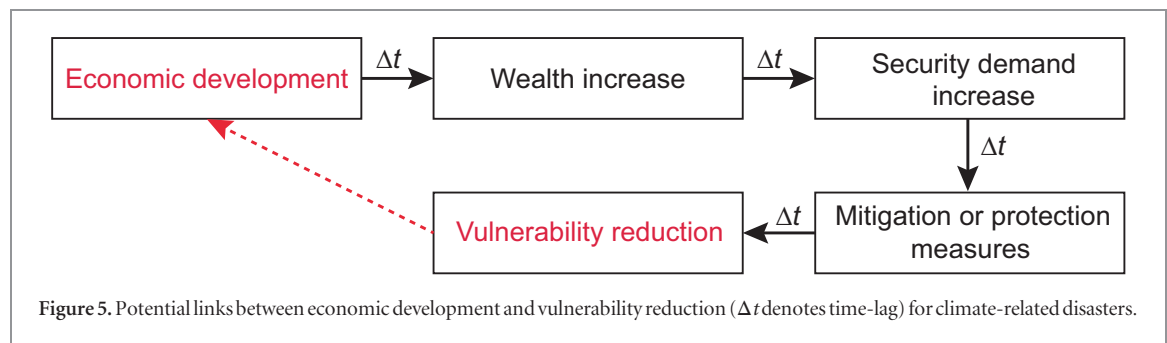 Economic development
Δt
Wealth increase
Δt
Security demand
increase
Δt
Mitigation or protection
measures
Δt
Vulnerability reduction
Figure 5. Potential links between economic development and vulnerability reduction (Δt denotes time-lag) for climate-related disasters.